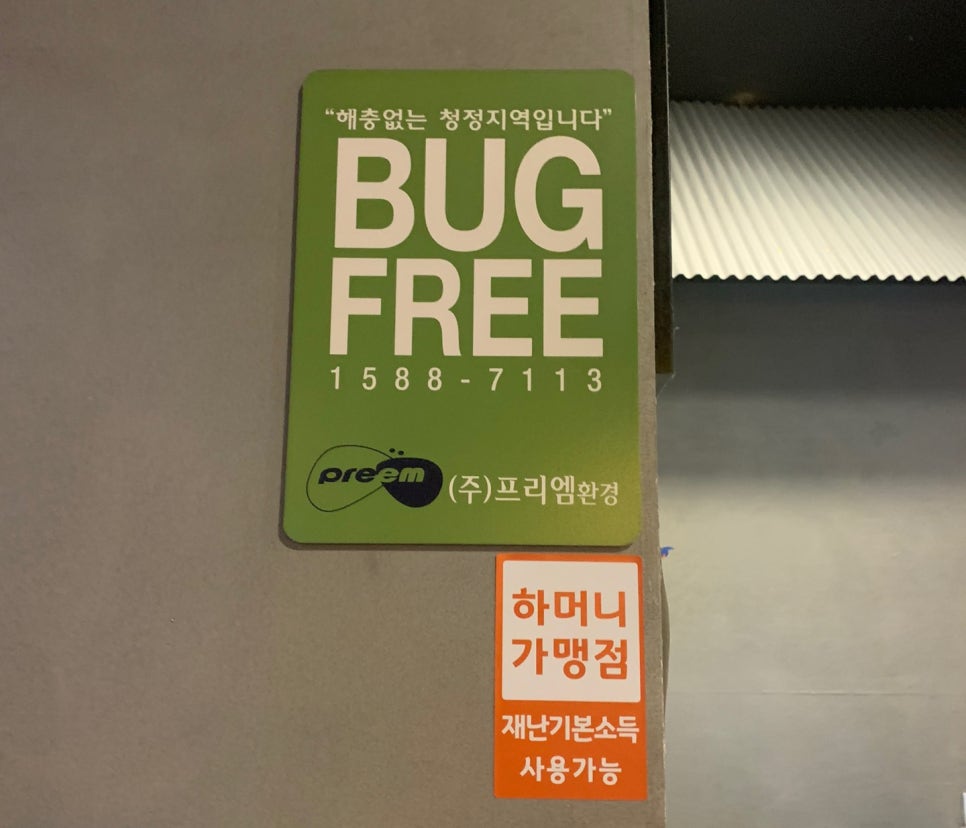 “해충없는 청정지역입니다”
BUG
FREE
1588-7113
preem (주)프리엠환경
하머니
가맹점
재난기본소득
사용가능